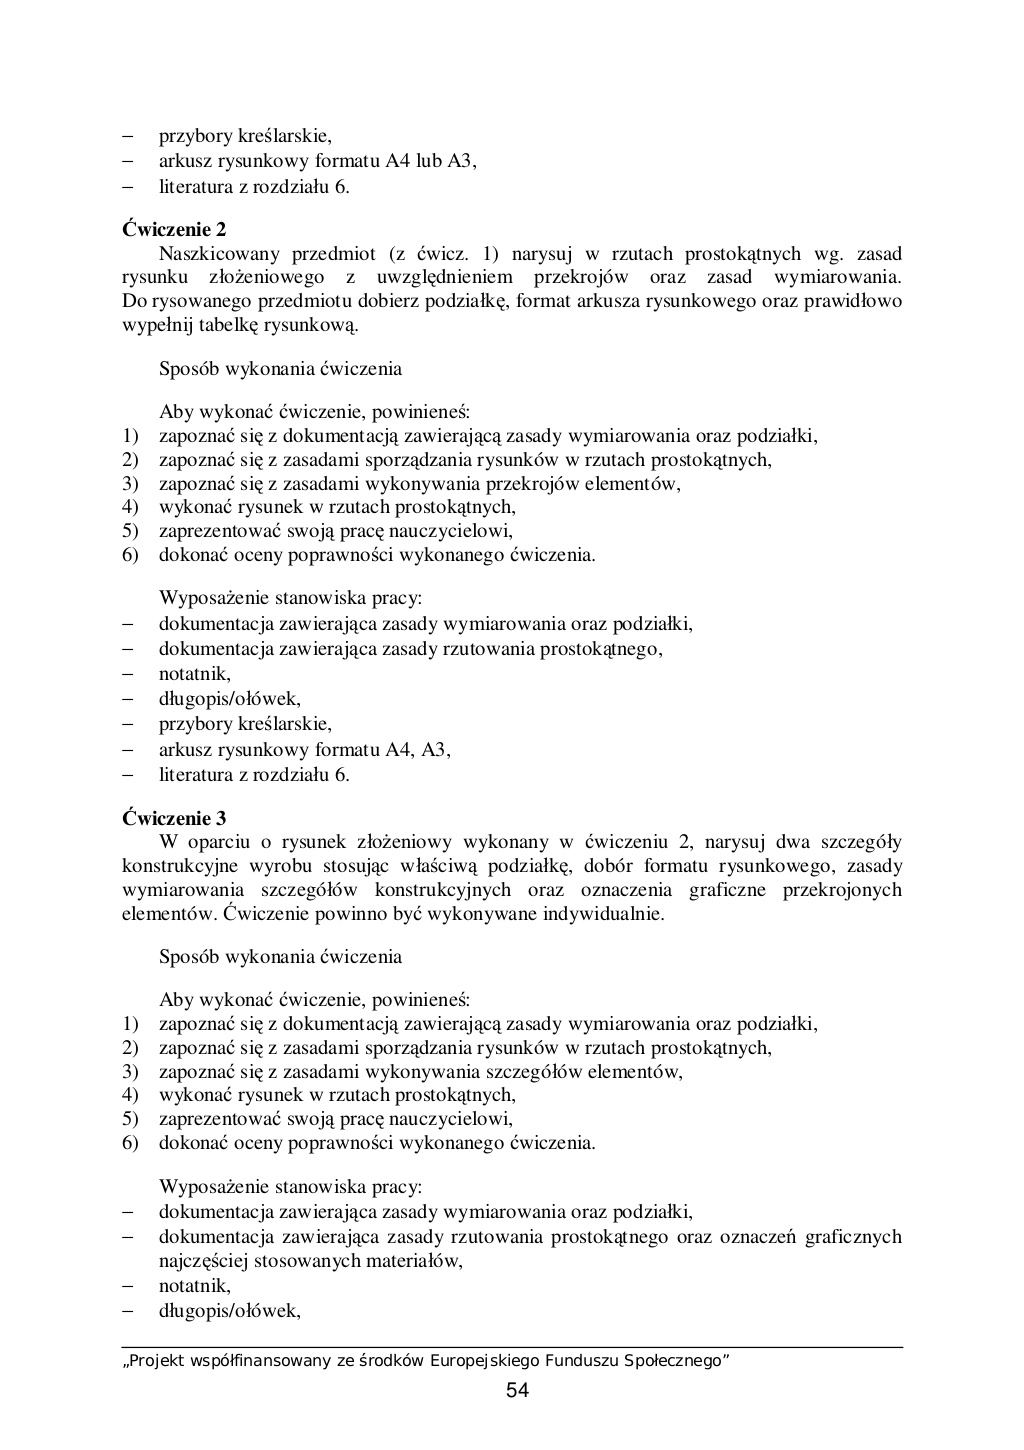 – przybory kreślarskie,
– arkusz rysunkowy formatu A4 lub A3,
– literatura z rozdziału 6.
Ćwiczenie 2
Naszkicowany przedmiot (z ćwicz. 1) narysuj w rzutach prostokątnych wg. zasad
rysunku złożeniowego z uwzględnieniem przekrojów oraz zasad wymiarowania.
Do rysowanego przedmiotu dobierz podziałkę, format arkusza rysunkowego oraz prawidłowo
wypełnij tabelkę rysunkową.
Sposób wykonania ćwiczenia
Aby wykonać ćwiczenie, powinieneś:
1) zapoznać się z dokumentacją zawierającą zasady wymiarowania oraz podziałki,
2) zapoznać się z zasadami sporządzania rysunków w rzutach prostokątnych,
3) zapoznać się z zasadami wykonywania przekrojów elementów,
4) wykonać rysunek w rzutach prostokątnych,
5) zaprezentować swoją pracę nauczycielowi,
6) dokonać oceny poprawności wykonanego ćwiczenia.
Wyposażenie stanowiska pracy:
– dokumentacja zawierająca zasady wymiarowania oraz podziałki,
– dokumentacja zawierająca zasady rzutowania prostokątnego,
– notatnik,
– długopis/ołówek,
– przybory kreślarskie,
– arkusz rysunkowy formatu A4, A3,
– literatura z rozdziału 6.
Ćwiczenie 3
W oparciu o rysunek złożeniowy wykonany w ćwiczeniu 2, narysuj dwa szczegóły
konstrukcyjne wyrobu stosując właściwą podziałkę, dobór formatu rysunkowego, zasady
wymiarowania szczegółów konstrukcyjnych oraz oznaczenia graficzne przekrojonych
elementów. Ćwiczenie powinno być wykonywane indywidualnie.
Sposób wykonania ćwiczenia
Aby wykonać ćwiczenie, powinieneś:
1) zapoznać się z dokumentacją zawierającą zasady wymiarowania oraz podziałki,
2) zapoznać się z zasadami sporządzania rysunków w rzutach prostokątnych,
3) zapoznać się z zasadami wykonywania szczegółów elementów,
4) wykonać rysunek w rzutach prostokątnych,
5) zaprezentować swoją pracę nauczycielowi,
6) dokonać oceny poprawności wykonanego ćwiczenia.
Wyposażenie stanowiska pracy:
– dokumentacja zawierająca zasady wymiarowania oraz podziałki,
– dokumentacja zawierająca zasady rzutowania prostokątnego oraz oznaczeń graficznych
najczęściej stosowanych materiałów,
– notatnik,
– długopis/ołówek,
„Projekt współfinansowany ze środków Europejskiego Funduszu Społecznego”
54